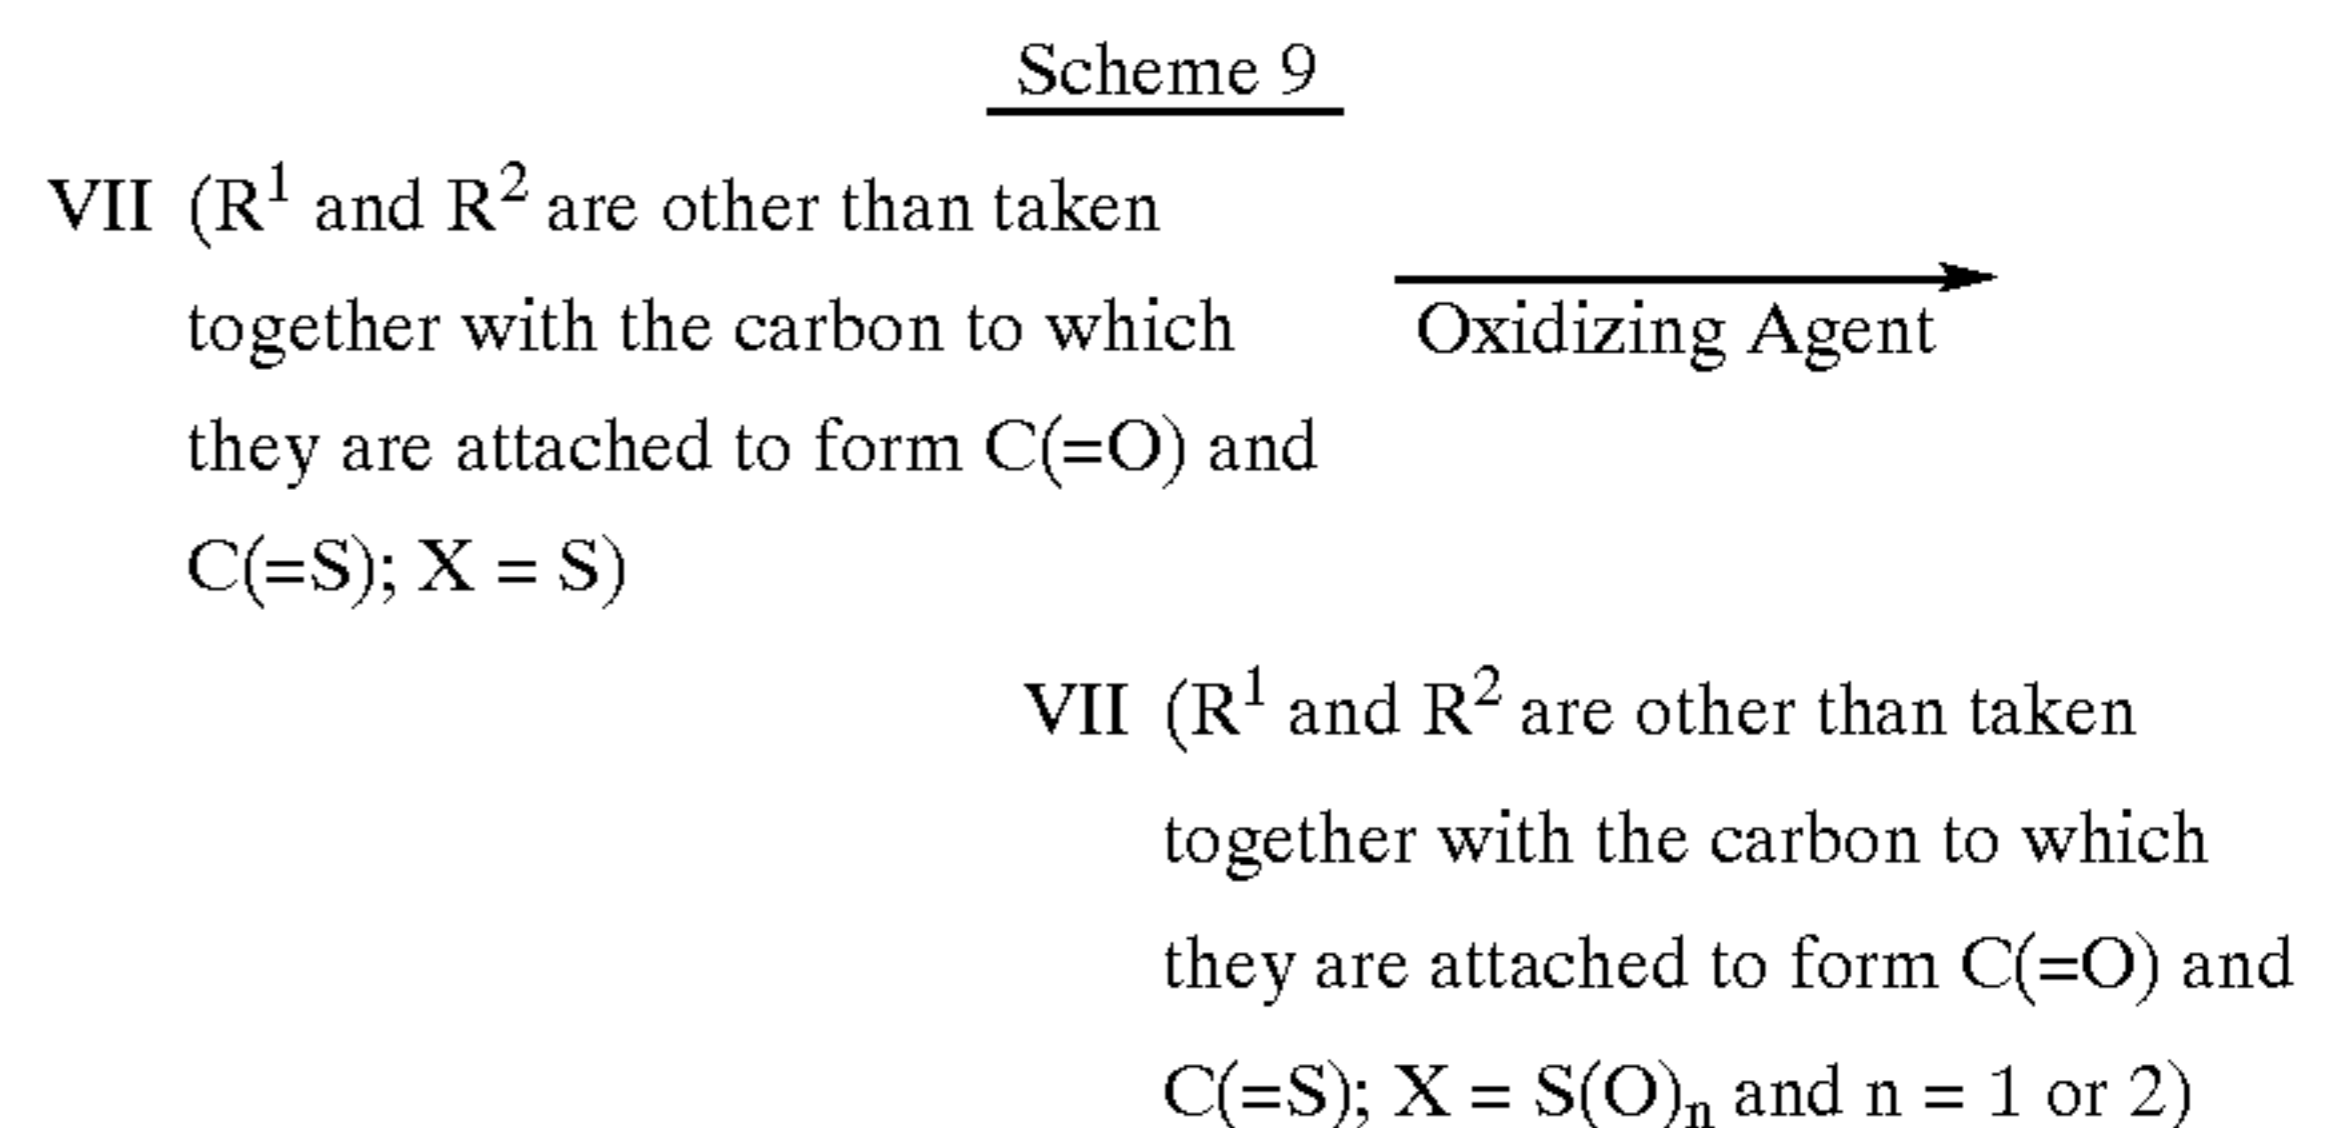 Scheme 9
VII (R¹ and R² are other than taken
together with the carbon to which
they are attached to form C(=O) and
C(=S); X = S)
Oxidizing Agent
VII (R¹ and R² are other than taken
together with the carbon to which
they are attached to form C(=O) and
C(=S); X = S(O)ₙ and n = 1 or 2)